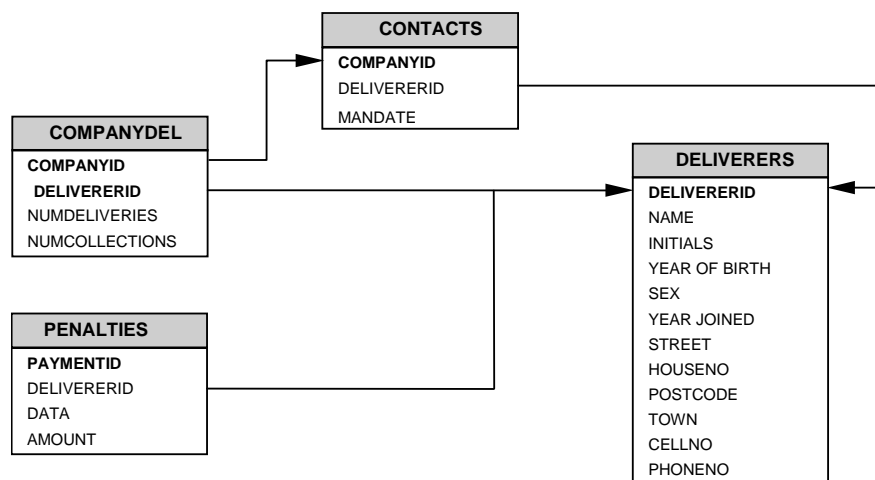 CONTACTS
COMPANYID
DELIVERERID
MANDATE
COMPANYDEL
COMPANYID
DELIVERERID
NUMDELIVERIES
NUMCOLLECTIONS
DELIVERERS
DELIVERERID
NAME
INITIALS
YEAR OF BIRTH
SEX
YEAR JOINED
STREET
HOUSENO
POSTCODE
TOWN
CELLNO
PHONENO
PENALTIES
PAYMENTID
DELIVERERID
DATA
AMOUNT